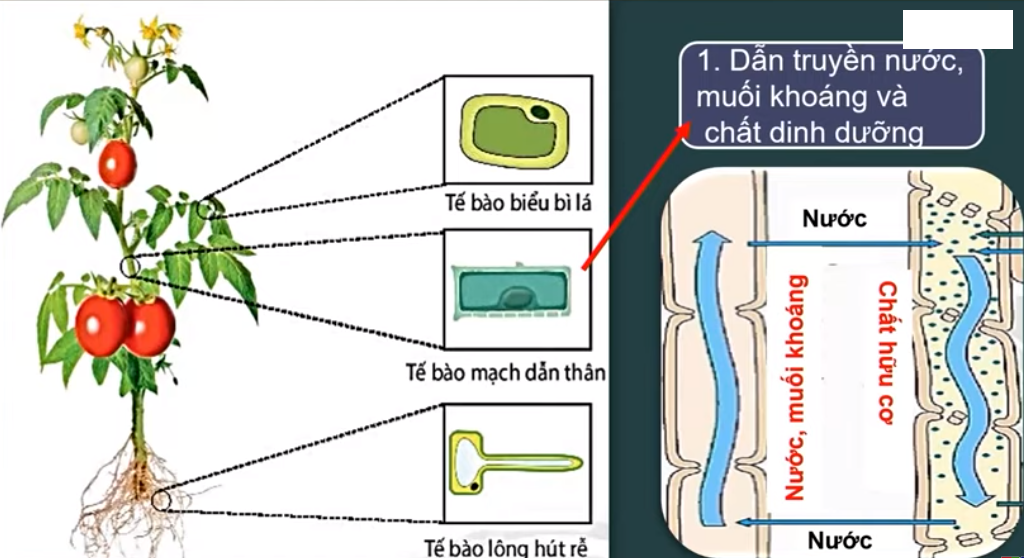 1. Dẫn truyền nước,
muối khoáng và
chất dinh dưỡng
Tế bào biểu bì lá
Tế bào mạch dẫn thân
Tế bào lông hút rễ
Nước
Nước, muối khoáng
Chất hữu cơ
Nước